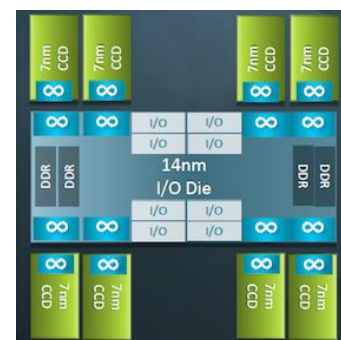 7nm CCD
7nm CCD
7nm CCD
7nm CCD
∞ ∞ ∞ ∞
∞ ∞ I/O I/O ∞ ∞
I/O I/O
DDR DDR 14nm DDR DDR
I/O Die
I/O I/O
∞ ∞ I/O I/O ∞ ∞
∞ ∞ ∞ ∞
7nm CCD
7nm CCD
7nm CCD
7nm CCD